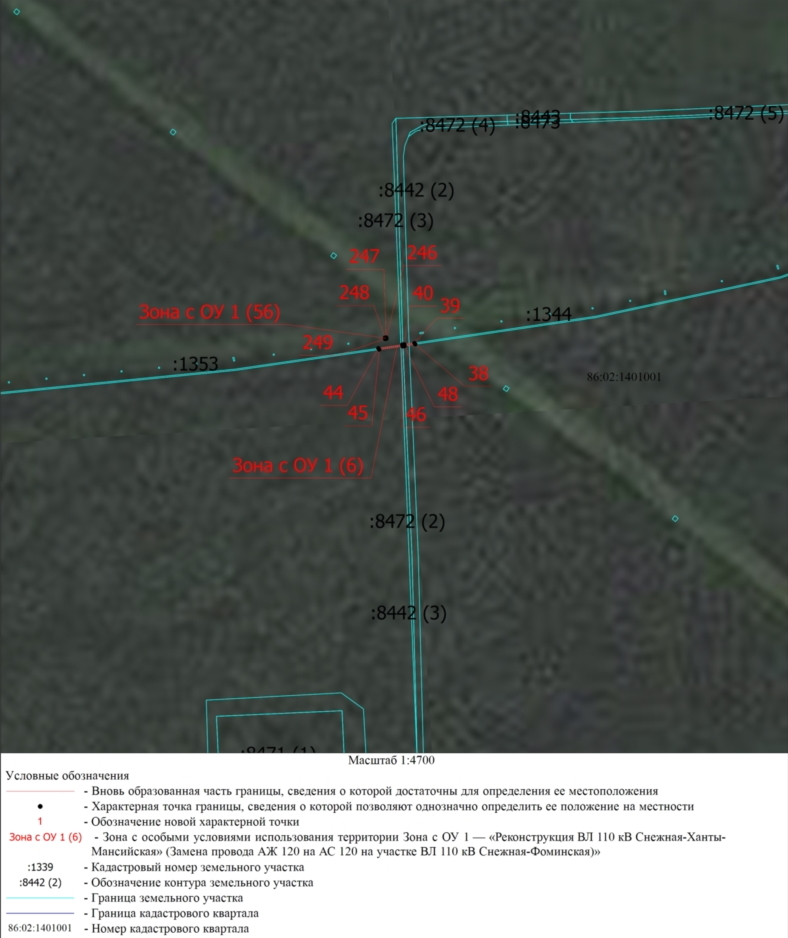 :8443
:8472 (4)
:8473
:8472 (5)
:8442 (2)
:8472 (3)
247
246
248
40
39
Зона с ОУ 1 (56)
:1344
249
:1353
38
86:02:1401001
44
48
45
46
Зона с ОУ 1 (6)
:8472 (2)
:8442 (3)
:8471 (1)
Масштаб 1:4700
Условные обозначения
- Вновь образованная часть границы, сведения о которой достаточны для определения ее местоположения
- Характерная точка границы, сведения о которой позволяют однозначно определить ее положение на местности
1 - Обозначение новой характерной точки
Зона с ОУ 1 (6) - Зона с особыми условиями использования территории Зона с ОУ 1 — «Реконструкция ВЛ 110 кВ Снежная-Ханты-
Мансийская» (Замена провода АЖ 120 на АС 120 на участке ВЛ 110 кВ Снежная-Фоминская)»
:1339 - Кадастровый номер земельного участка
:8442 (2) - Обозначение контура земельного участка
- Граница земельного участка
- Граница кадастрового квартала
86:02:1401001 - Номер кадастрового квартала